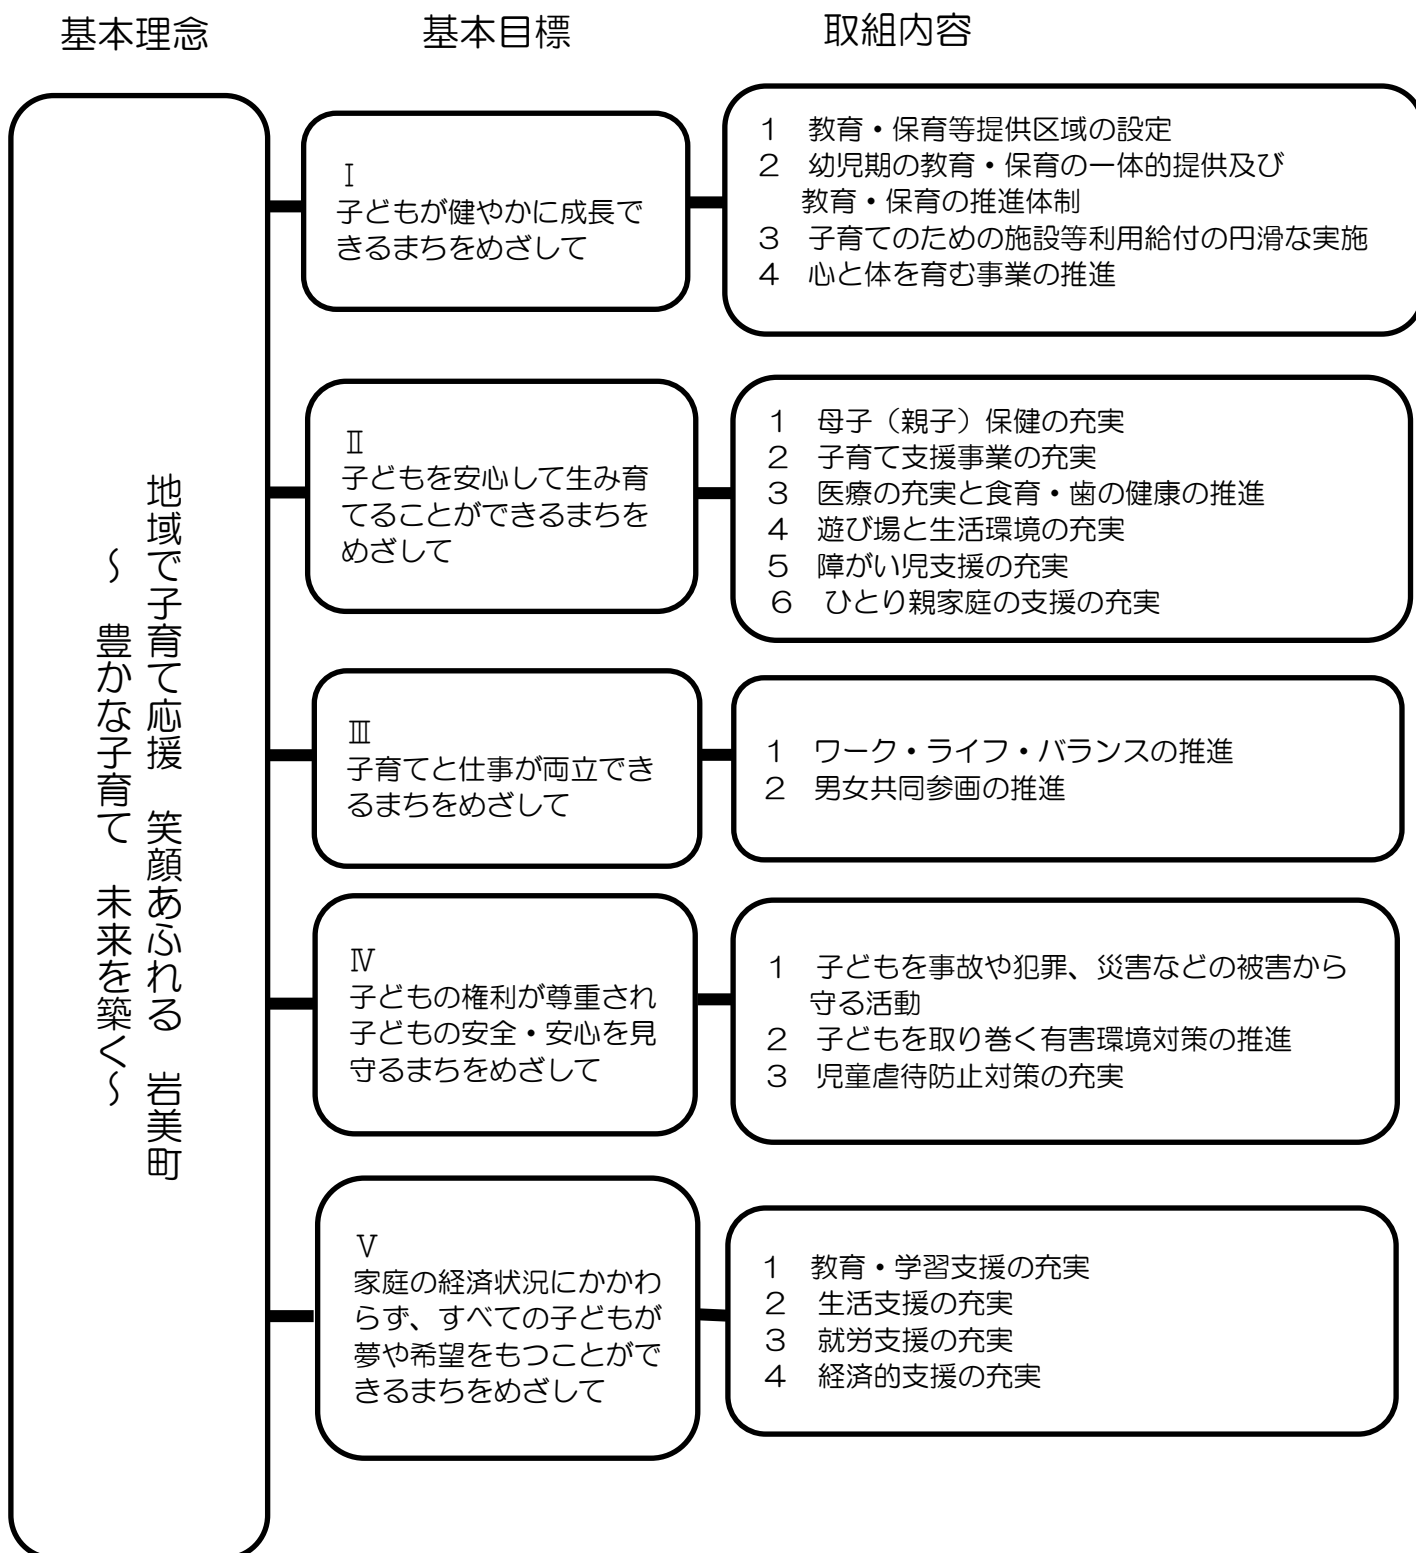 基本理念
基本目標
取組内容
地域で子育て応援　笑顔あふれる　岩美町
～　豊かな子育て　未来を築く～
Ⅰ
子どもが健やかに成長で
きるまちをめざして
1　教育・保育等提供区域の設定
2　幼児期の教育・保育の一体的提供及び
教育・保育の推進体制
3　子育てのための施設等利用給付の円滑な実施
4　心と体を育む事業の推進
Ⅱ
子どもを安心して生み育
てることができるまちを
めざして
1　母子（親子）保健の充実
2　子育て支援事業の充実
3　医療の充実と食育・歯の健康の推進
4　遊び場と生活環境の充実
5　障がい児支援の充実
6　ひとり親家庭の支援の充実
Ⅲ
子育てと仕事が両立でき
るまちをめざして
1　ワーク・ライフ・バランスの推進
2　男女共同参画の推進
Ⅳ
子どもの権利が尊重され
子どもの安全・安心を見
守るまちをめざして
1　子どもを事故や犯罪、災害などの被害から
守る活動
2　子どもを取り巻く有害環境対策の推進
3　児童虐待防止対策の充実
Ⅴ
家庭の経済状況にかかわ
らず、すべての子どもが
夢や希望をもつことがで
きるまちをめざして
1　教育・学習支援の充実
2　生活支援の充実
3　就労支援の充実
4　経済的支援の充実